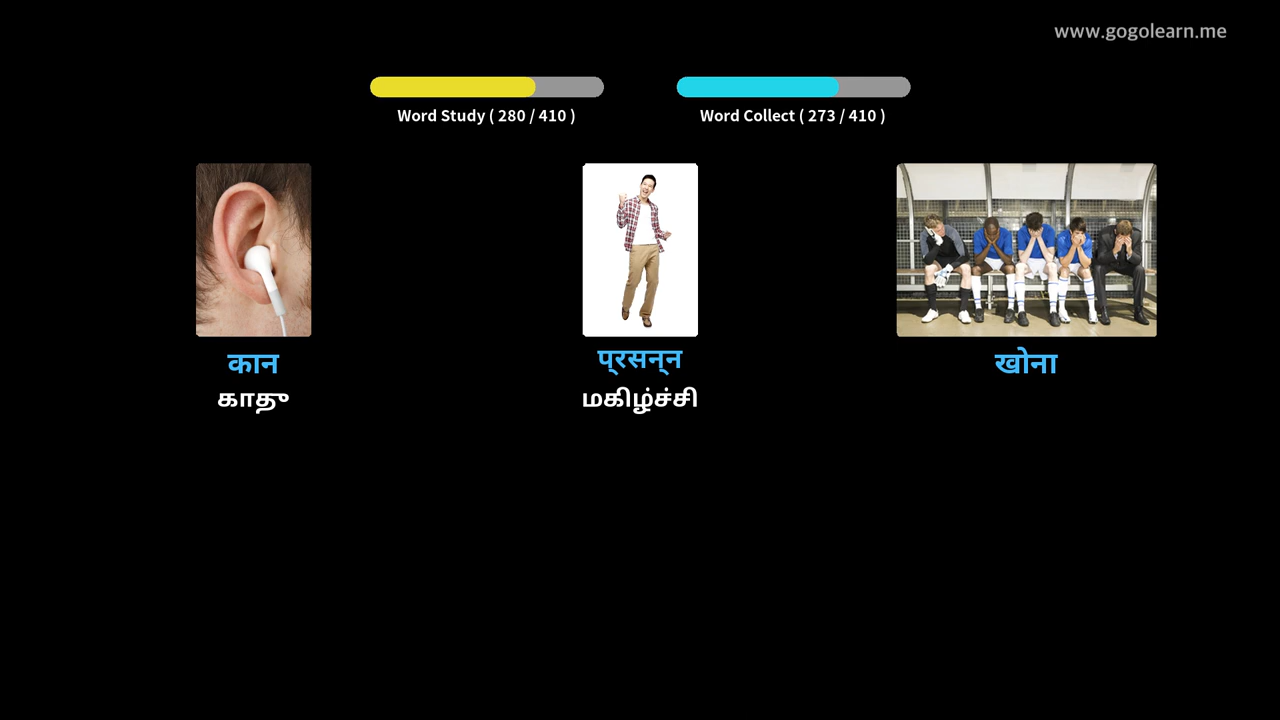 www.gogolearn.me
Word Study ( 280 / 410 )
Word Collect ( 273 / 410 )
कान
காது
प्रसन्न
மகிழ்ச்சி
खोना